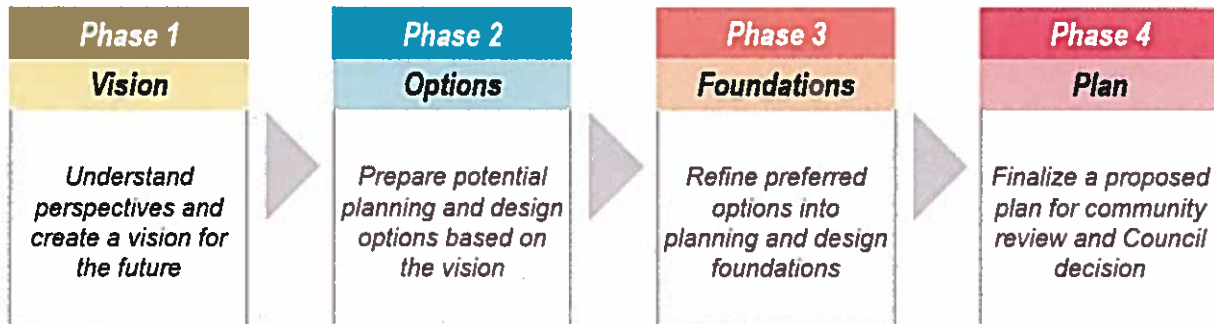 Phase 1
Vision
Understand
perspectives and
create a vision for
the future
Phase 2
Options
Prepare potential
planning and design
options based on
the vision
Phase 3
Foundations
Refine preferred
options into
planning and design
foundations
Phase 4
Plan
Finalize a proposed
plan for community
review and Council
decision